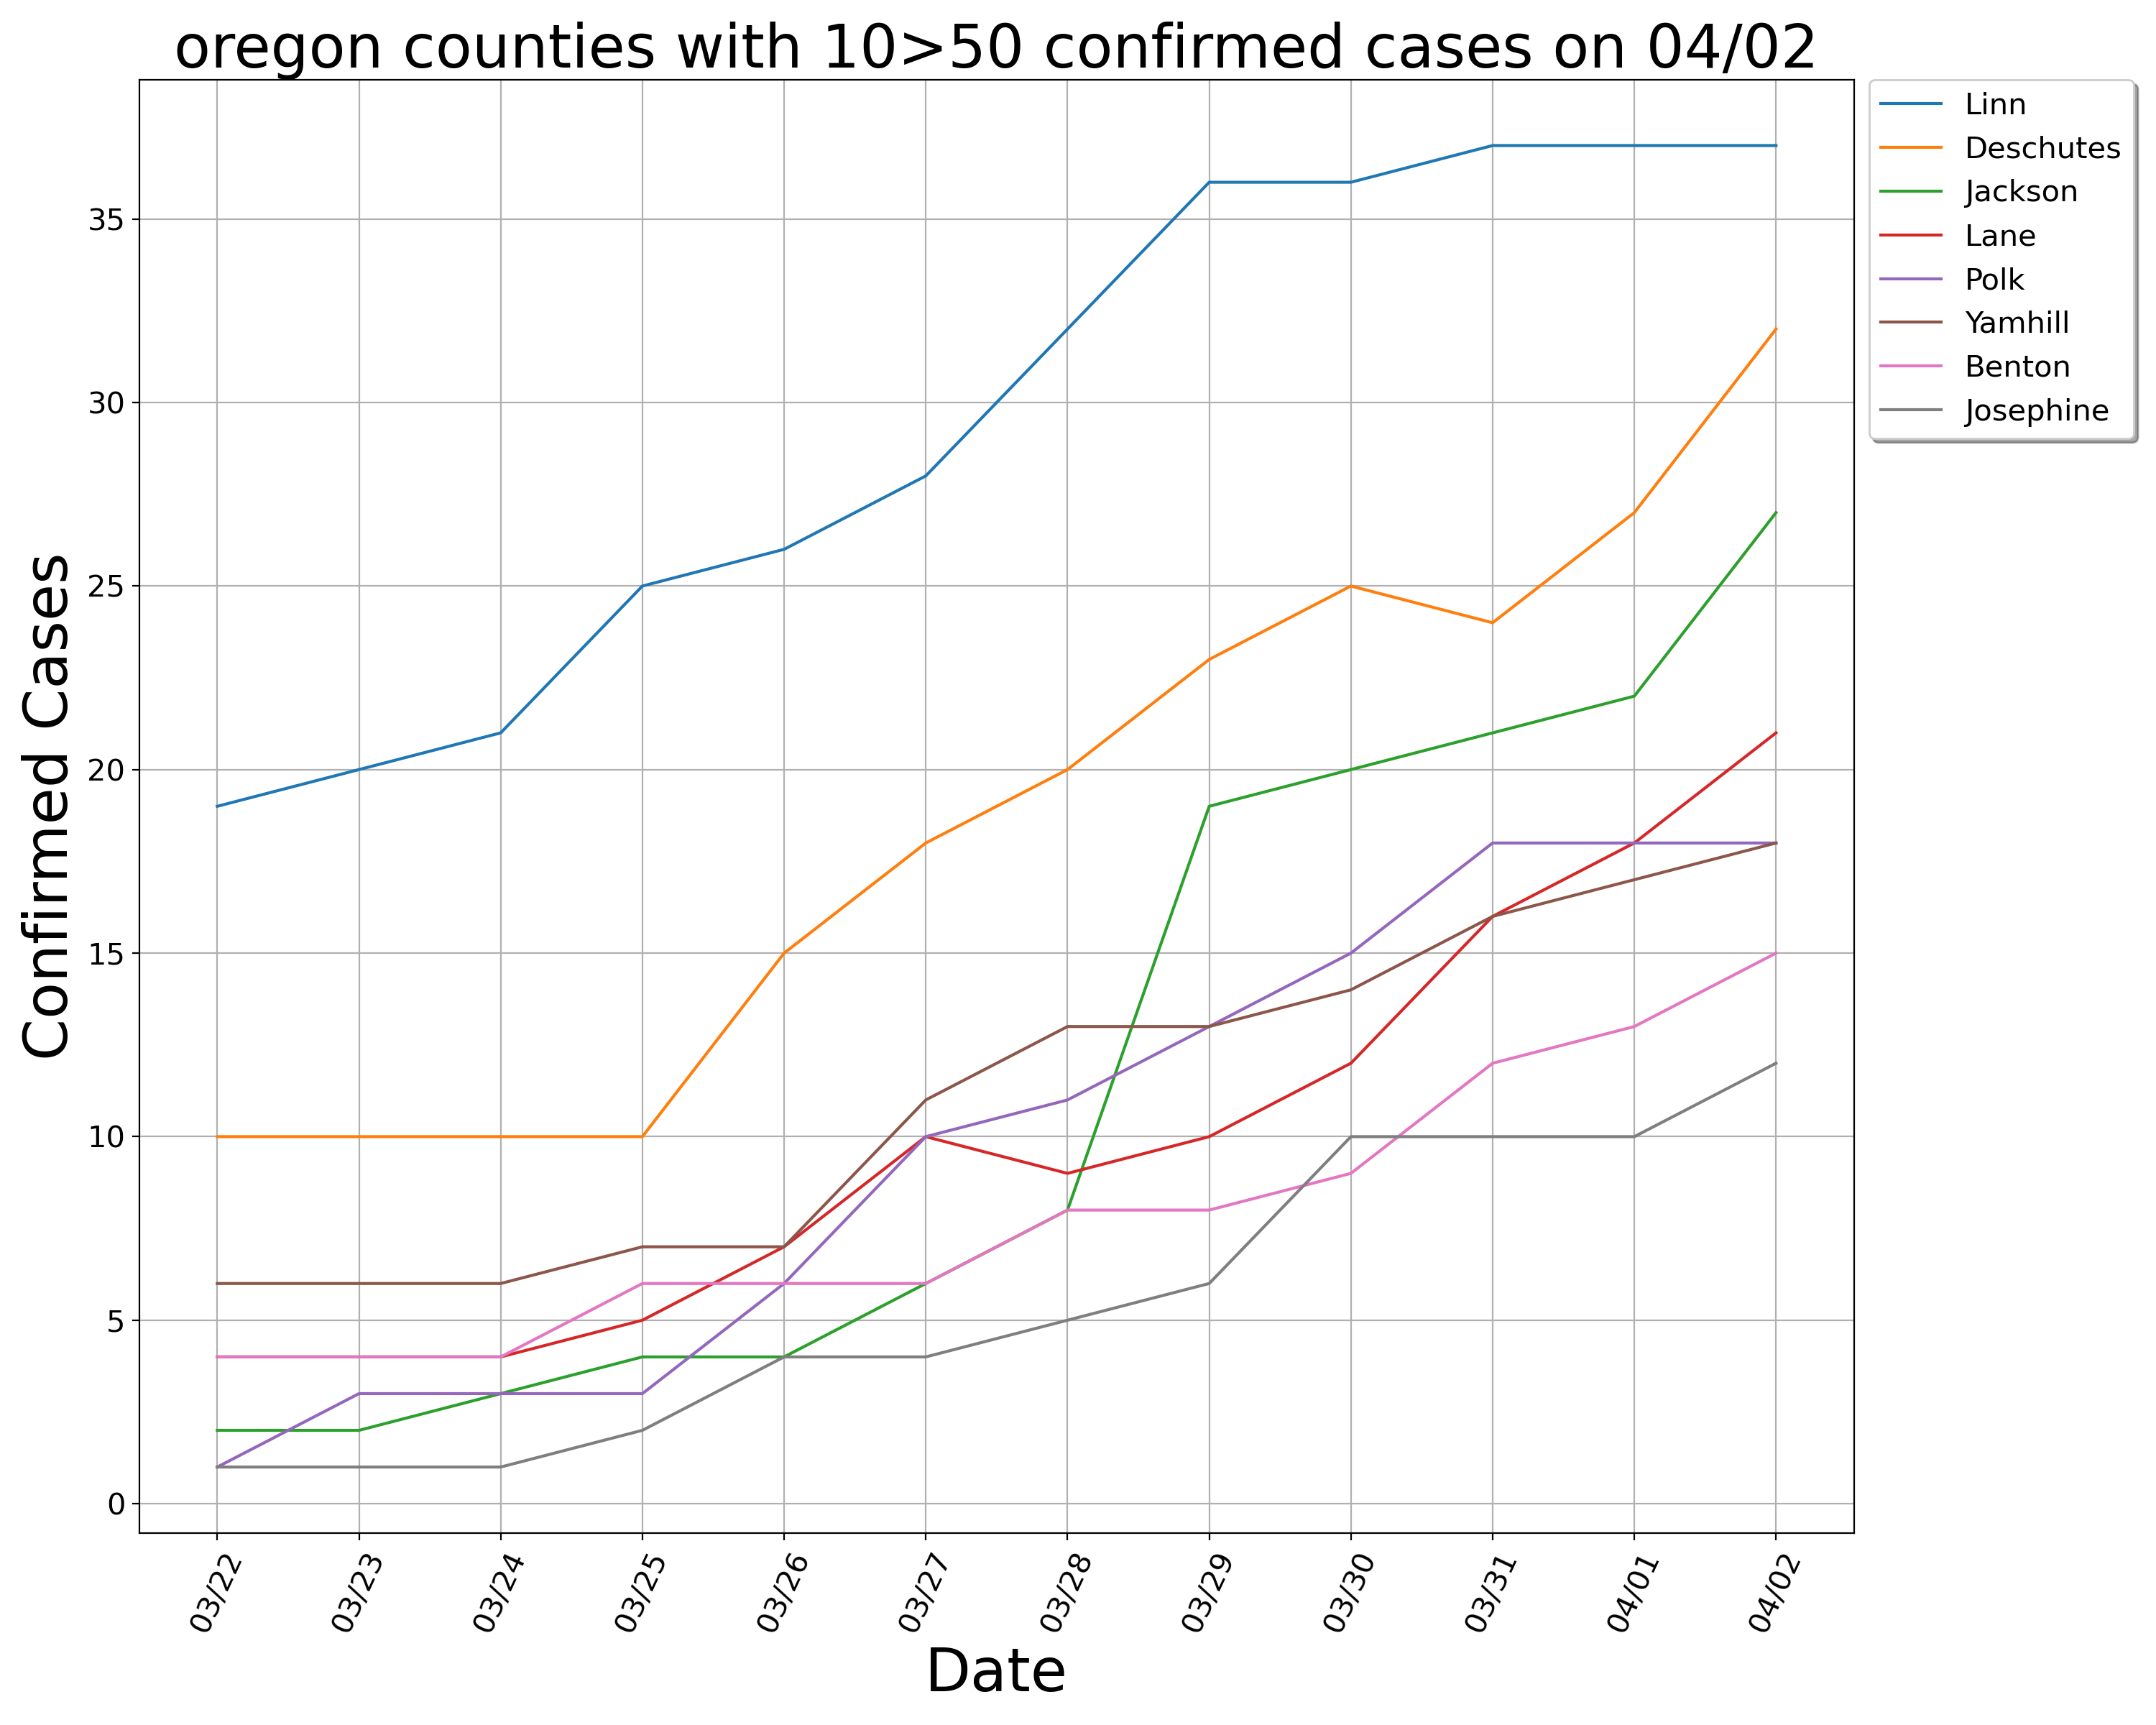 oregon counties with 10>50 confirmed cases on 04/02
Linn
Deschutes
Jackson
Lane
Polk
Yamhill
Benton
Josephine
Confirmed Cases
35
30
25
20
15
10
5
0
03/22
03/23
03/24
03/25
03/26
03/27
03/28
03/29
03/30
03/31
04/01
04/02
Date